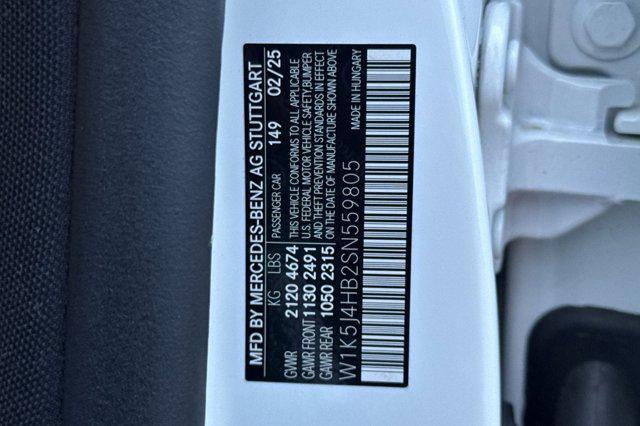 MFD BY MERCEDES-BENZ AG STUTTGART
KG LBS PASSENGER CAR 149 02/25
GVWR 2120 4674
GAWR FRONT 1130 2491
GAWR REAR 1050 2315
THIS VEHICLE CONFORMS TO ALL APPLICABLE
U.S. FEDERAL MOTOR VEHICLE SAFETY,BUMPER
AND THEFT PREVENTION STANDARDS IN EFFECT
ON THE DATE OF MANUFACTURE SHOWN ABOVE
W1K5J4HB2SN559805
MADE IN HUNGARY